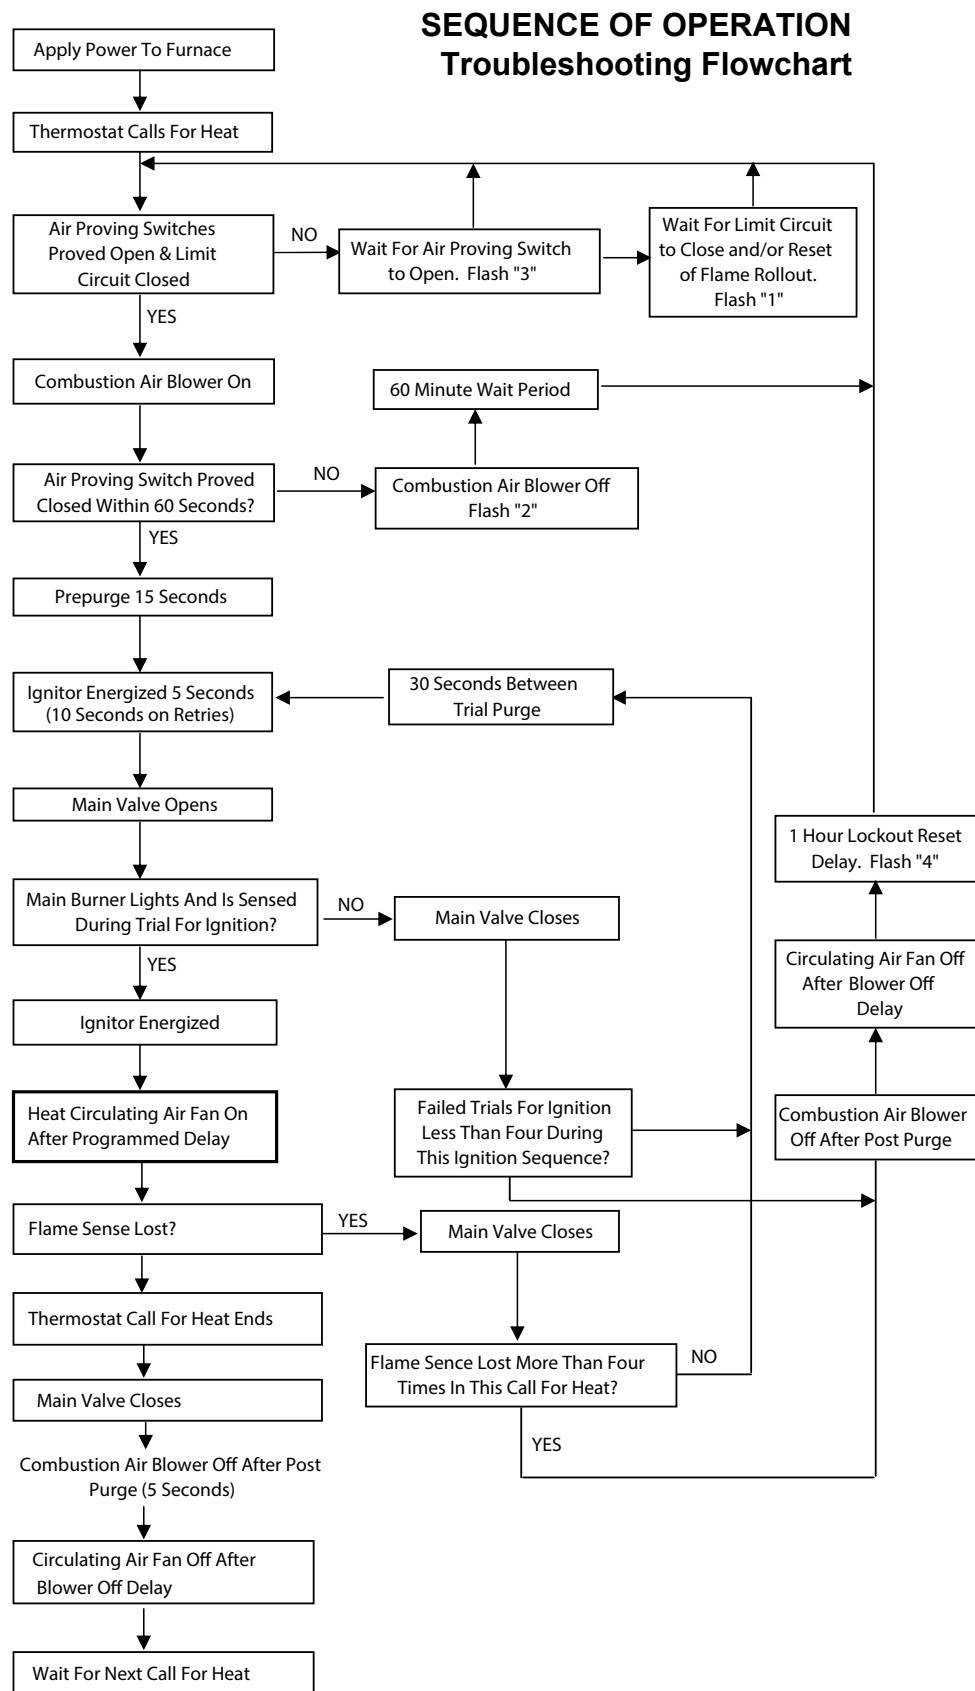 SEQUENCE OF OPERATION
Troubleshooting Flowchart
Apply Power To Furnace
Thermostat Calls For Heat
Air Proving Switches
Proved Open & Limit
Circuit Closed
NO
Wait For Air Proving Switch
to Open. Flash "3"
Wait For Limit Circuit
to Close and/or Reset
of Flame Rollout.
Flash "1"
YES
Combustion Air Blower On
60 Minute Wait Period
Air Proving Switch Proved
Closed Within 60 Seconds?
NO
Combustion Air Blower Off
Flash "2"
YES
Prepurge 15 Seconds
Ignitor Energized 5 Seconds
(10 Seconds on Retries)
30 Seconds Between
Trial Purge
Main Valve Opens
1 Hour Lockout Reset
Delay. Flash "4"
Main Burner Lights And Is Sensed
During Trial For Ignition?
NO
Main Valve Closes
YES
Circulating Air Fan Off
After Blower Off
Delay
Ignitor Energized
Heat Circulating Air Fan On
After Programmed Delay
Failed Trials For Ignition
Less Than Four During
This Ignition Sequence?
Combustion Air Blower
Off After Post Purge
Flame Sense Lost?
YES
Main Valve Closes
Thermostat Call For Heat Ends
Flame Sence Lost More Than Four
Times In This Call For Heat?
NO
YES
Main Valve Closes
Combustion Air Blower Off After Post
Purge (5 Seconds)
Circulating Air Fan Off After
Blower Off Delay
Wait For Next Call For Heat